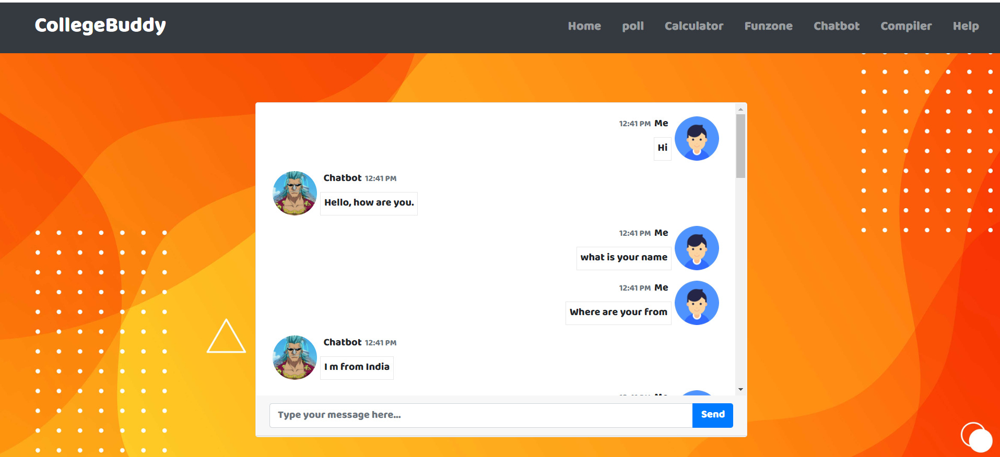 CollegeBuddy
Home poll Calculator Funzone Chatbot Compiler Help
12:41 PM Me
Hi
Chatbot 12:41 PM
Hello, how are you.
12:41 PM Me
what is your name
12:41 PM Me
Where are your from
Chatbot 12:41 PM
I m from India
Type your message here...
Send